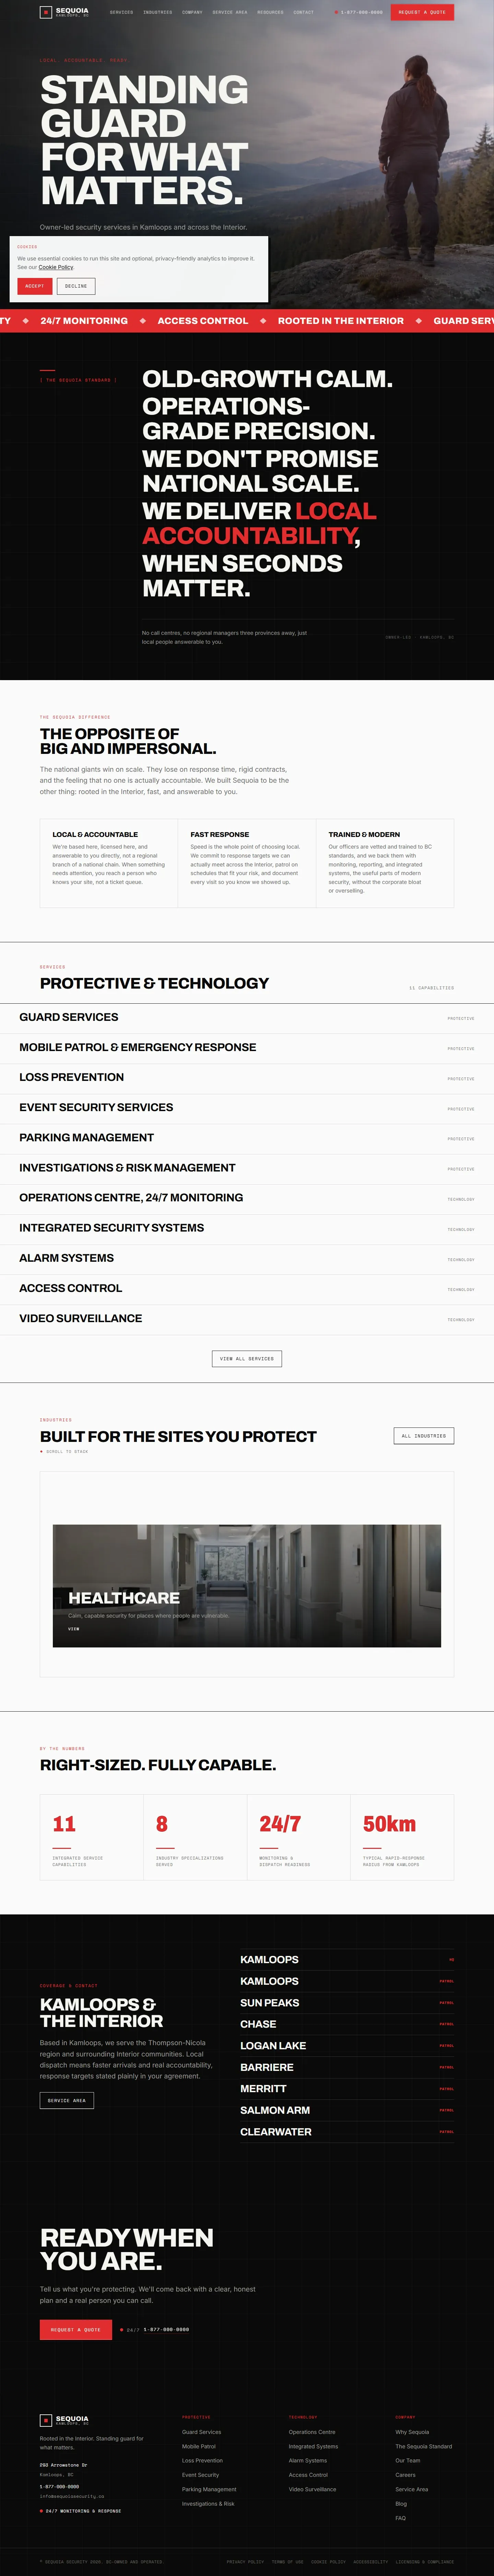 SEQUOIA
KAMLOOPS, BC
SERVICES
INDUSTRIES
COMPANY
SERVICE AREA
RESOURCES
CONTACT
1-877-000-0000
REQUEST A QUOTE
LOCAL. ACCOUNTABLE. READY.
STANDING
GUARD
FOR WHAT
MATTERS.
Owner-led security services in Kamloops and across the Interior.
COOKIES
We use essential cookies to run this site and optional, privacy-friendly analytics to improve it.
See our Cookie Policy.
ACCEPT
DECLINE
TY ◆ 24/7 MONITORING ◆ ACCESS CONTROL ◆ ROOTED IN THE INTERIOR ◆ GUARD SERV
[ THE SEQUOIA STANDARD ]
OLD-GROWTH CALM.
OPERATIONS-
GRADE PRECISION.
WE DON'T PROMISE
NATIONAL SCALE.
WE DELIVER LOCAL
ACCOUNTABILITY,
WHEN SECONDS
MATTER.
No call centres, no regional managers three provinces away, just
local people answerable to you.
OWNER-LED · KAMLOOPS, BC
THE SEQUOIA DIFFERENCE
THE OPPOSITE OF
BIG AND IMPERSONAL.
The national giants win on scale. They lose on response time, rigid contracts,
and the feeling that no one is actually accountable. We built Sequoia to be the
other thing: rooted in the Interior, fast, and answerable to you.
LOCAL & ACCOUNTABLE
We're based here, licensed here, and
answerable to you directly, not a regional
branch of a national chain. When something
needs attention, you reach a person who
knows your site, not a ticket queue.
FAST RESPONSE
Speed is the whole point of choosing local.
We commit to response targets we can
actually meet across the Interior, patrol on
schedules that fit your risk, and document
every visit so you know we showed up.
TRAINED & MODERN
Our officers are vetted and trained to BC
standards, and we back them with
monitoring, reporting, and integrated
systems, the useful parts of modern
security, without the corporate bloat
or overselling.
SERVICES
PROTECTIVE & TECHNOLOGY
11 CAPABILITIES
GUARD SERVICES
PROTECTIVE
MOBILE PATROL & EMERGENCY RESPONSE
PROTECTIVE
LOSS PREVENTION
PROTECTIVE
EVENT SECURITY SERVICES
PROTECTIVE
PARKING MANAGEMENT
PROTECTIVE
INVESTIGATIONS & RISK MANAGEMENT
PROTECTIVE
OPERATIONS CENTRE, 24/7 MONITORING
TECHNOLOGY
INTEGRATED SECURITY SYSTEMS
TECHNOLOGY
ALARM SYSTEMS
TECHNOLOGY
ACCESS CONTROL
TECHNOLOGY
VIDEO SURVEILLANCE
TECHNOLOGY
VIEW ALL SERVICES
INDUSTRIES
BUILT FOR THE SITES YOU PROTECT
SCROLL TO STACK
ALL INDUSTRIES
HEALTHCARE
Calm, capable security for places where people are vulnerable.
VIEW
BY THE NUMBERS
RIGHT-SIZED. FULLY CAPABLE.
11
INTEGRATED SERVICE
CAPABILITIES
8
INDUSTRY SPECIALIZATIONS
SERVED
24/7
MONITORING &
DISPATCH READINESS
50km
TYPICAL RAPID-RESPONSE
RADIUS FROM KAMLOOPS
COVERAGE & CONTACT
KAMLOOPS &
THE INTERIOR
Based in Kamloops, we serve the Thompson-Nicola
region and surrounding Interior communities. Local
dispatch means faster arrivals and real accountability,
response targets stated plainly in your agreement.
SERVICE AREA
KAMLOOPS
HQ
KAMLOOPS
PATROL
SUN PEAKS
PATROL
CHASE
PATROL
LOGAN LAKE
PATROL
BARRIERE
PATROL
MERRITT
PATROL
SALMON ARM
PATROL
CLEARWATER
PATROL
READY WHEN
YOU ARE.
Tell us what you're protecting. We'll come back with a clear, honest
plan and a real person you can call.
REQUEST A QUOTE
24/7 1-877-000-0000
SEQUOIA
KAMLOOPS, BC
Rooted in the Interior. Standing guard for
what matters.
Arrowstone Dr
Kamloops, BC
1-877-000-0000
info@sequoiasecurity.ca
24/7 MONITORING & RESPONSE
PROTECTIVE
Guard Services
Mobile Patrol
Loss Prevention
Event Security
Parking Management
Investigations & Risk
TECHNOLOGY
Operations Centre
Integrated Systems
Alarm Systems
Access Control
Video Surveillance
COMPANY
Why Sequoia
The Sequoia Standard
Our Team
Careers
Service Area
Blog
FAQ
SEQUOIA SECURITY BC-OWNED AND OPERATED.
PRIVACY POLICY
TERMS OF USE
COOKIE POLICY
ACCESSIBILITY
LICENSING & COMPLIANCE